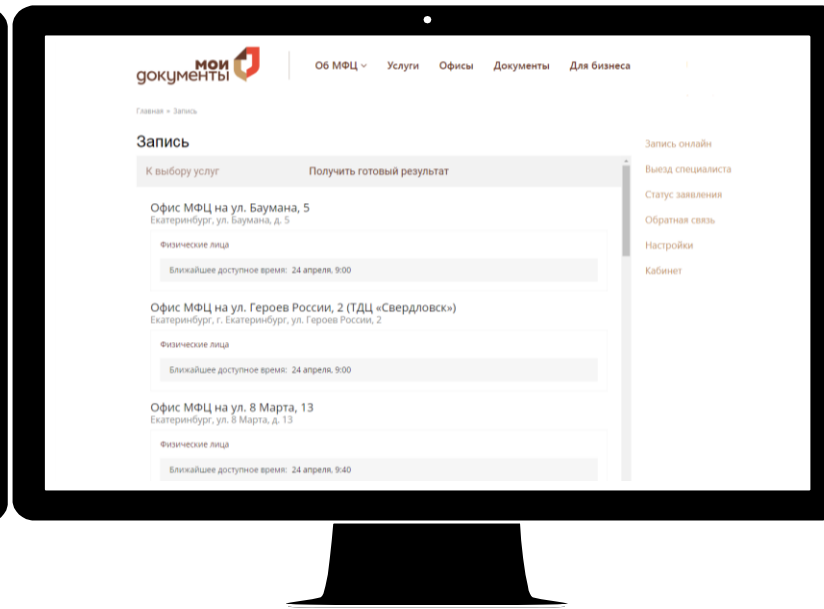 мои
документы
Об МФЦ Услуги Офисы Документы Для бизнеса
Главная » Запись
Запись
К выбору услуг Получить готовый результат
Офис МФЦ на ул. Баумана, 5
Екатеринбург, ул. Баумана, д. 5
Физические лица
Ближайшее доступное время: 24 апреля, 9:00
Офис МФЦ на ул. Героев России, 2 (ТДЦ «Свердловск»)
Екатеринбург, г. Екатеринбург, ул. Героев России, 2
Физические лица
Ближайшее доступное время: 24 апреля, 9:00
Офис МФЦ на ул. 8 Марта, 13
Екатеринбург, ул. 8 Марта, д. 13
Физические лица
Ближайшее доступное время: 24 апреля, 9:40
Запись онлайн
Выезд специалиста
Статус заявления
Обратная связь
Настройки
Кабинет